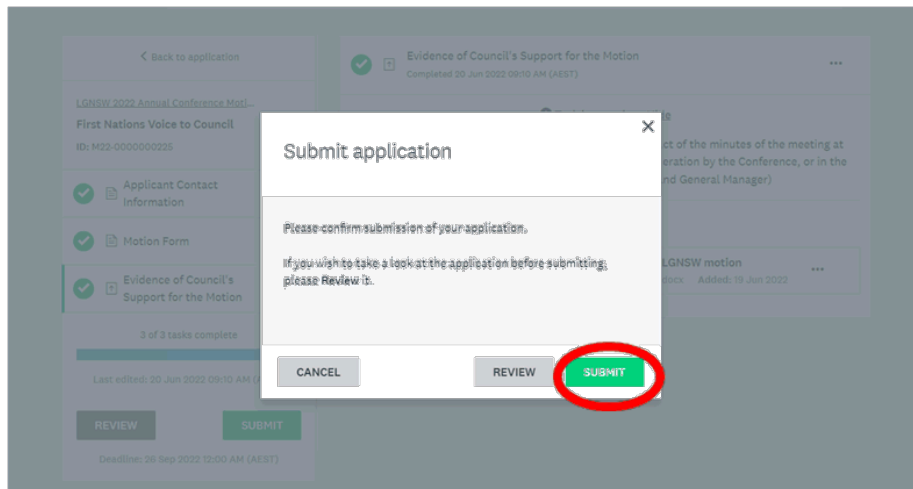 Back to application
LGNSW 2022 Annual Conference Moti...
First Nations Voice to Council
ID: M22-0000000225
Applicant Contact
Information
Motion Form
Evidence of Council's
Support for the Motion
3 of 3 tasks complete
Last edited: 20 Jun 2022 09:10 AM (A
REVIEW
SUBMIT
Deadline: 26 Sep 2022 12:00 AM (AEST)
Evidence of Council's Support for the Motion
Completed 20 Jun 2022 09:10 AM (AEST)
...
ct of the minutes of the meeting at
eration by the Conference, or in the
nd General Manager)
LGNSW motion
docx Added: 19 Jun 2022
...
Submit application
Please confirm submission of your application.
If you wish to take a look at the application before submitting,
please Review it.
CANCEL
REVIEW
SUBMIT